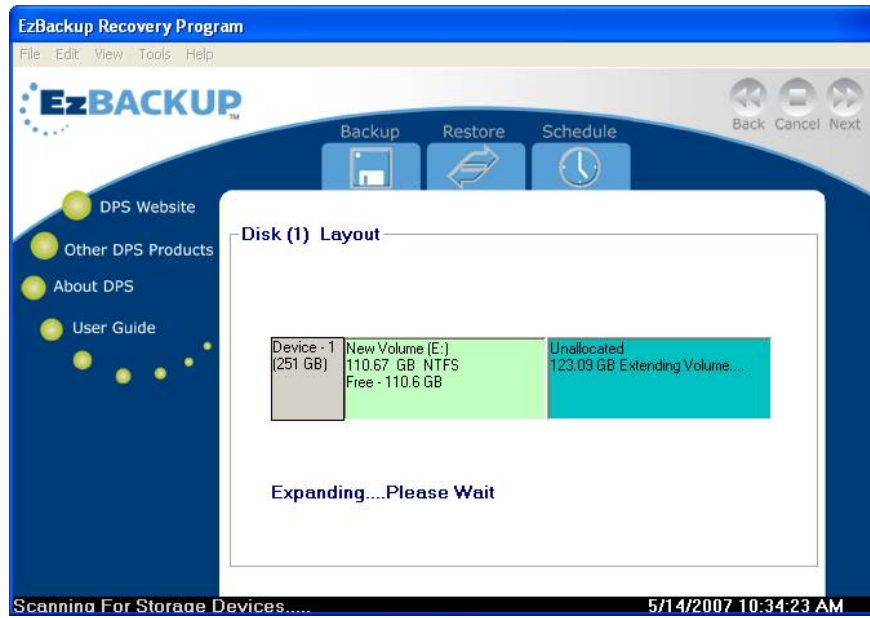 EzBackup Recovery Program
File Edit View Tools Help
EzBACKUP
TM
Backup Restore Schedule
Back Cancel Next
DPS Website
Other DPS Products
About DPS
User Guide
Disk (1) Layout
Device - 1
(251 GB)
New Volume (E:)
110.67 GB NTFS
Free - 110.6 GB
Unallocated
123.09 GB Extending Volume....
Expanding....Please Wait
Scanning For Storage Devices..... 5/14/2007 10:34:23 AM